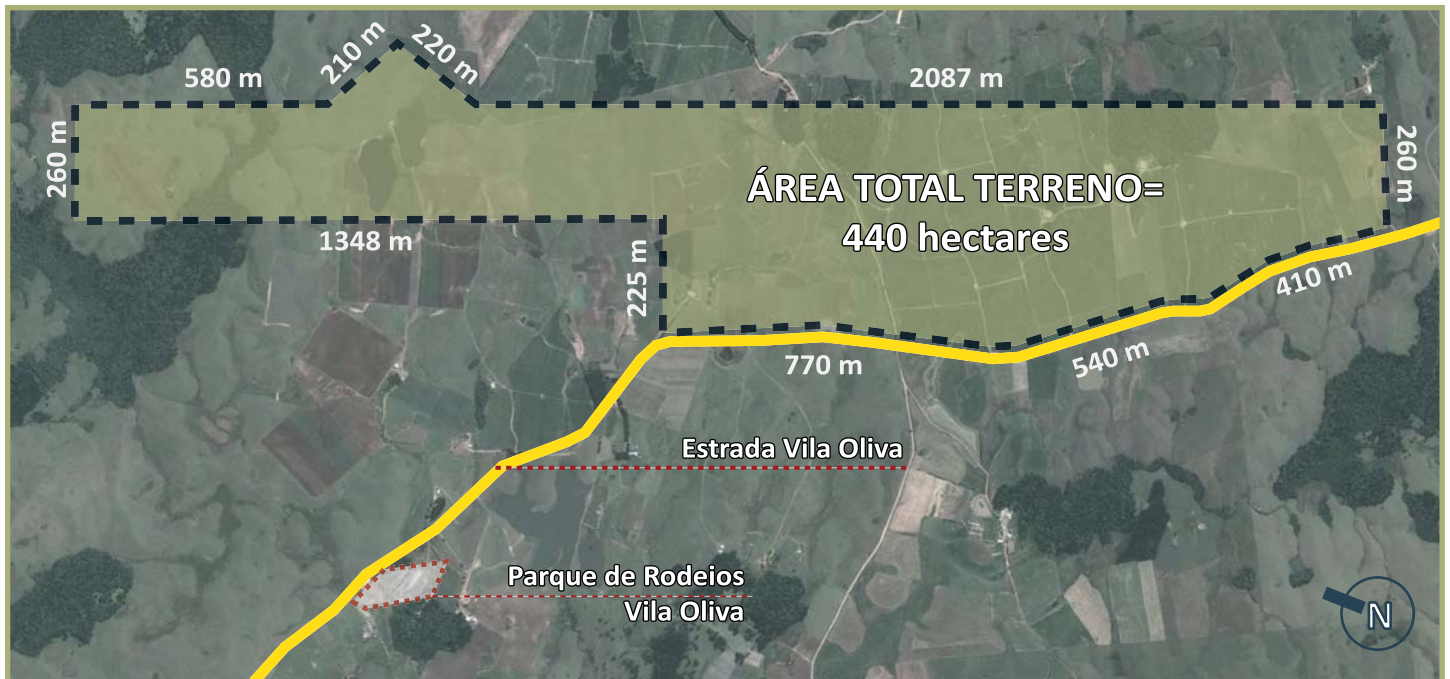 210 m
220 m
580 m
2087 m
260 m
260 m
ÁREA TOTAL TERRENO=
440 hectares
1348 m
225 m
410 m
770 m
540 m
Estrada Vila Oliva
Parque de Rodeios
Vila Oliva
N